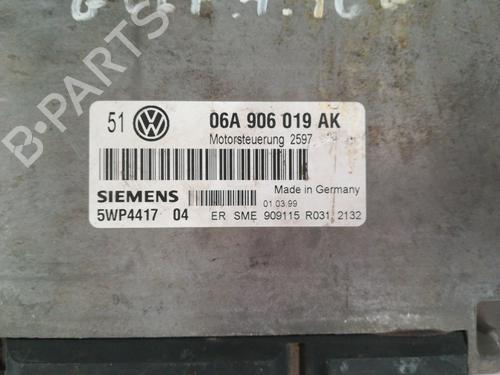 51 VW 06A 906 019 AK
Motorsteuerung 2597
SIEMENS
Made in Germany
01.03.99
5WP4417 04 ER SME 909115 R031 2132